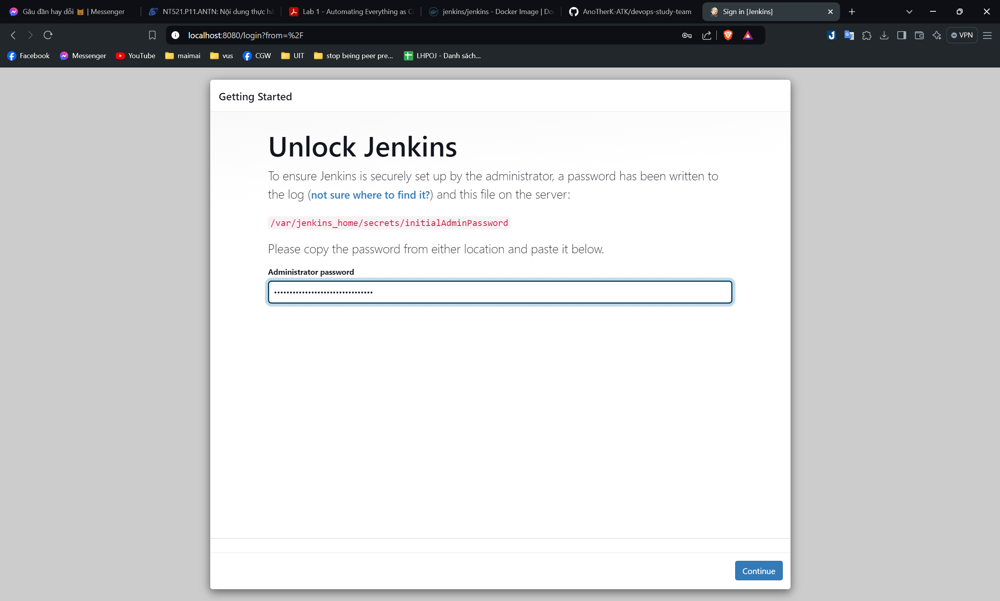 Gâu đần hay dỗi | Messenger
NT521.P11.ANTN: Nội dung thực hà
Lab 1 - Automating Everything as Co
jenkins/jenkins - Docker Image | Doc
AnoTherK-ATK/devops-study-team
Sign in [Jenkins]
localhost:8080/login?from=%2F
VPN
Facebook
Messenger
YouTube
maimai
vus
CGW
UIT
stop being peer pre...
LHPOJ - Danh sách...
Getting Started
Unlock Jenkins
To ensure Jenkins is securely set up by the administrator, a password has been written to
the log (not sure where to find it?) and this file on the server:
/var/jenkins_home/secrets/initialAdminPassword
Please copy the password from either location and paste it below.
Administrator password
••••••••••••••••••••••••••••••••
Continue